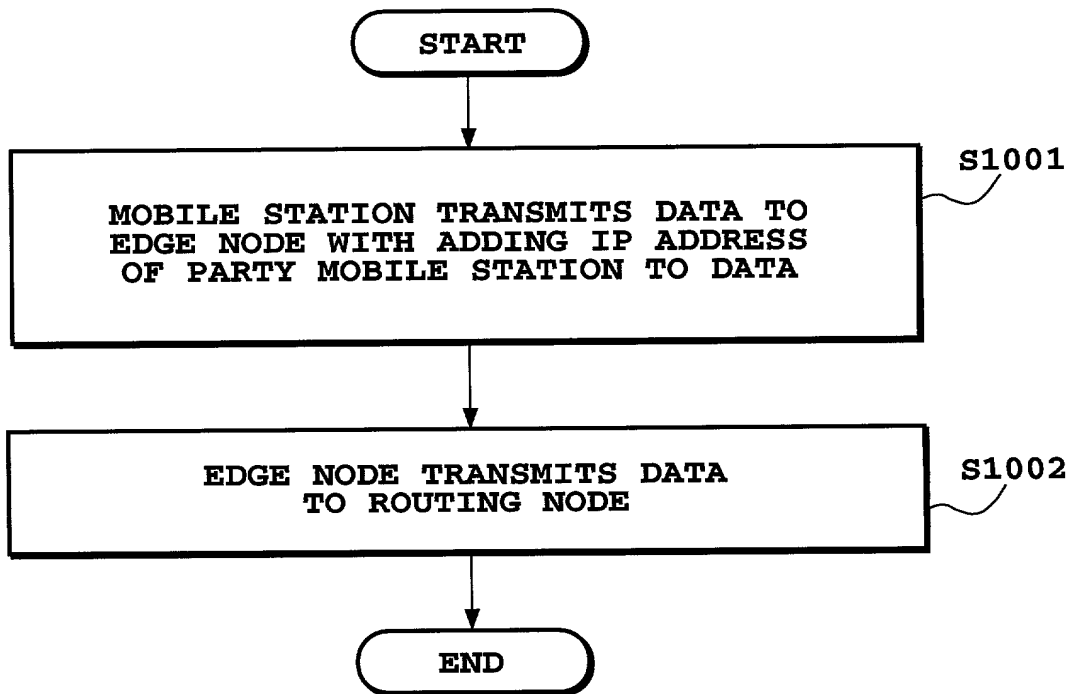 START
S1001
MOBILE STATION TRANSMITS DATA TO
EDGE NODE WITH ADDING IP ADDRESS
OF PARTY MOBILE STATION TO DATA
S1002
EDGE NODE TRANSMITS DATA
TO ROUTING NODE
END